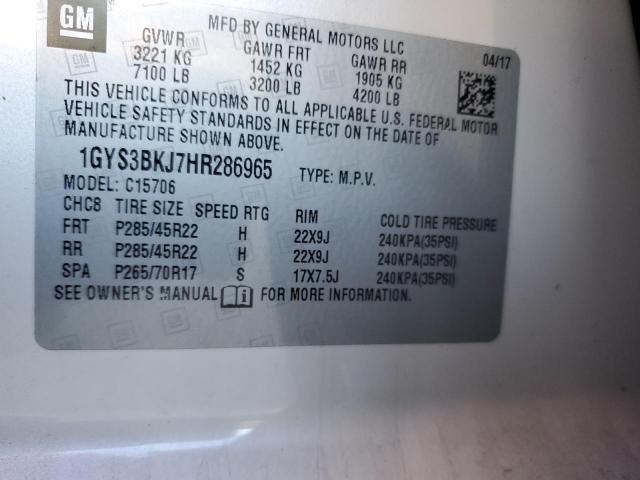 GM
MFD BY GENERAL MOTORS LLC
GVWR GAWR FRT GAWR RR 04/17
3221 KG 1452 KG 1905 KG
7100 LB 3200 LB 4200 LB
THIS VEHICLE CONFORMS TO ALL APPLICABLE U.S. FEDERAL MOTOR
VEHICLE SAFETY STANDARDS IN EFFECT ON THE DATE OF
MANUFACTURE SHOWN ABOVE.
1GYS3BKJ7HR286965 TYPE: M.P.V.
MODEL: C15706
CHC8 TIRE SIZE SPEED RTG RIM COLD TIRE PRESSURE
FRT P285/45R22 H 22X9J 240KPA(35PSI)
RR P285/45R22 H 22X9J 240KPA(35PSI)
SPA P265/70R17 S 17X7.5J 240KPA(35PSI)
SEE OWNER'S MANUAL i FOR MORE INFORMATION.